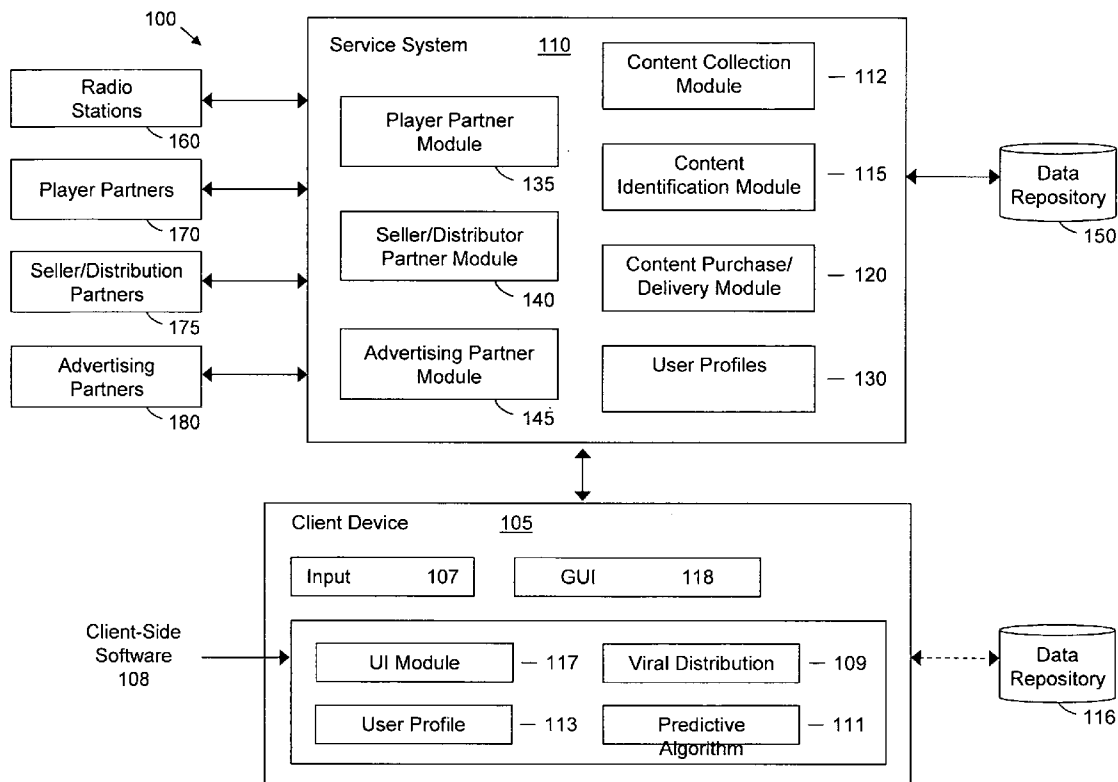 100
Radio
Stations
160
Player Partners
170
Seller/Distribution
Partners
175
Advertising
Partners
180
Service System 110
Player Partner
Module
135
Seller/Distributor
Partner Module
140
Advertising Partner
Module
145
Content Collection
Module
112
Content
Identification Module
115
Content Purchase/
Delivery Module
120
User Profiles
130
Data
Repository
150
Client Device 105
Input 107
GUI 118
Client-Side
Software
108
UI Module
117
Viral Distribution
109
User Profile
113
Predictive
Algorithm
111
Data
Repository
116